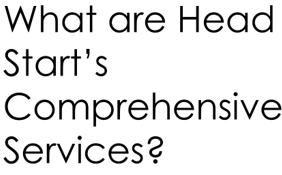 What are Head
Start’s
Comprehensive
Services?